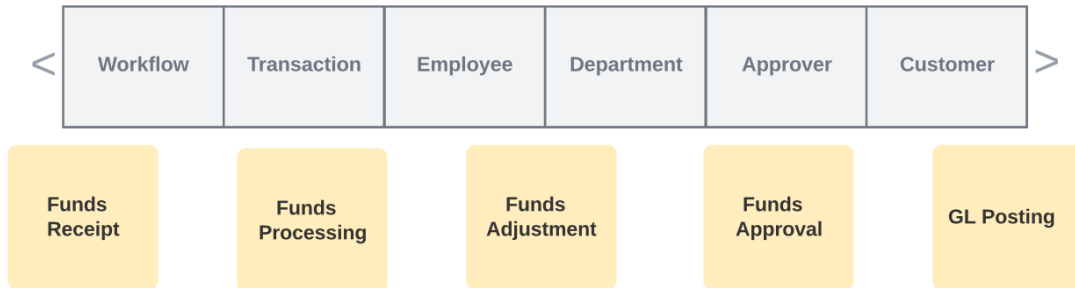 < Workflow Transaction Employee Department Approver Customer >
Funds
Receipt
Funds
Processing
Funds
Adjustment
Funds
Approval
GL Posting